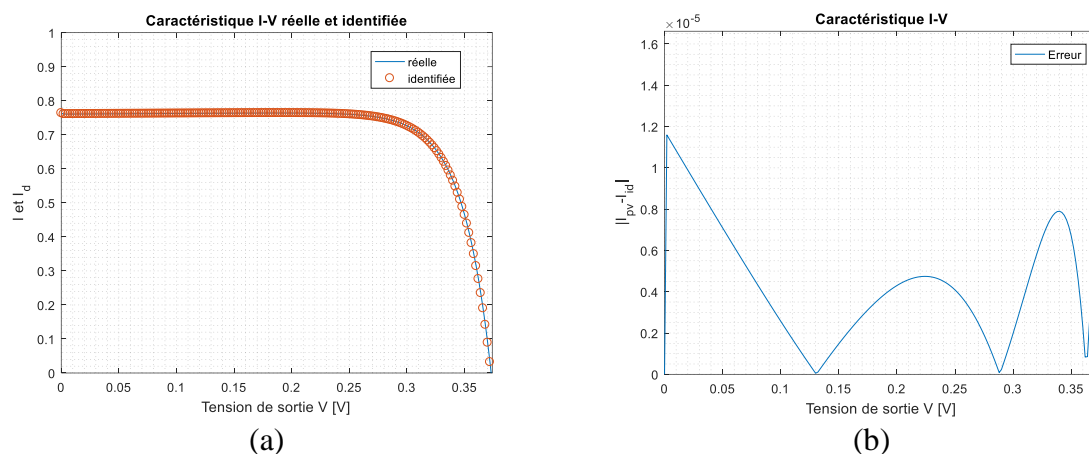 Caractéristique I-V réelle et identifiée
1
0.9
0.8
0.7
0.6
0.5
0.4
0.3
0.2
0.1
0
I et I_d
réelle
identifiée
0 0.05 0.1 0.15 0.2 0.25 0.3 0.35
Tension de sortie V [V]
(a)
Caractéristique I-V
×10^-5
1.6
1.4
1.2
1
0.8
0.6
0.4
0.2
0
|I_pv-I_id|
Erreur
0 0.05 0.1 0.15 0.2 0.25 0.3 0.35
Tension de sortie V [V]
(b)